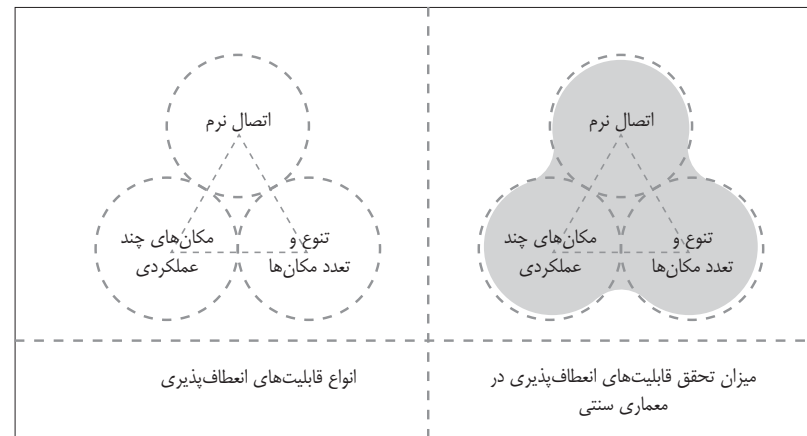 اتصال نرم
تنوع و
تعدد مکان‌ها
مکان‌های چند
عملکردی
میزان تحقق قابلیت‌های انعطاف‌پذیری در
معماری سنتی
اتصال نرم
تنوع و
تعدد مکان‌ها
مکان‌های چند
عملکردی
انواع قابلیت‌های انعطاف‌پذیری